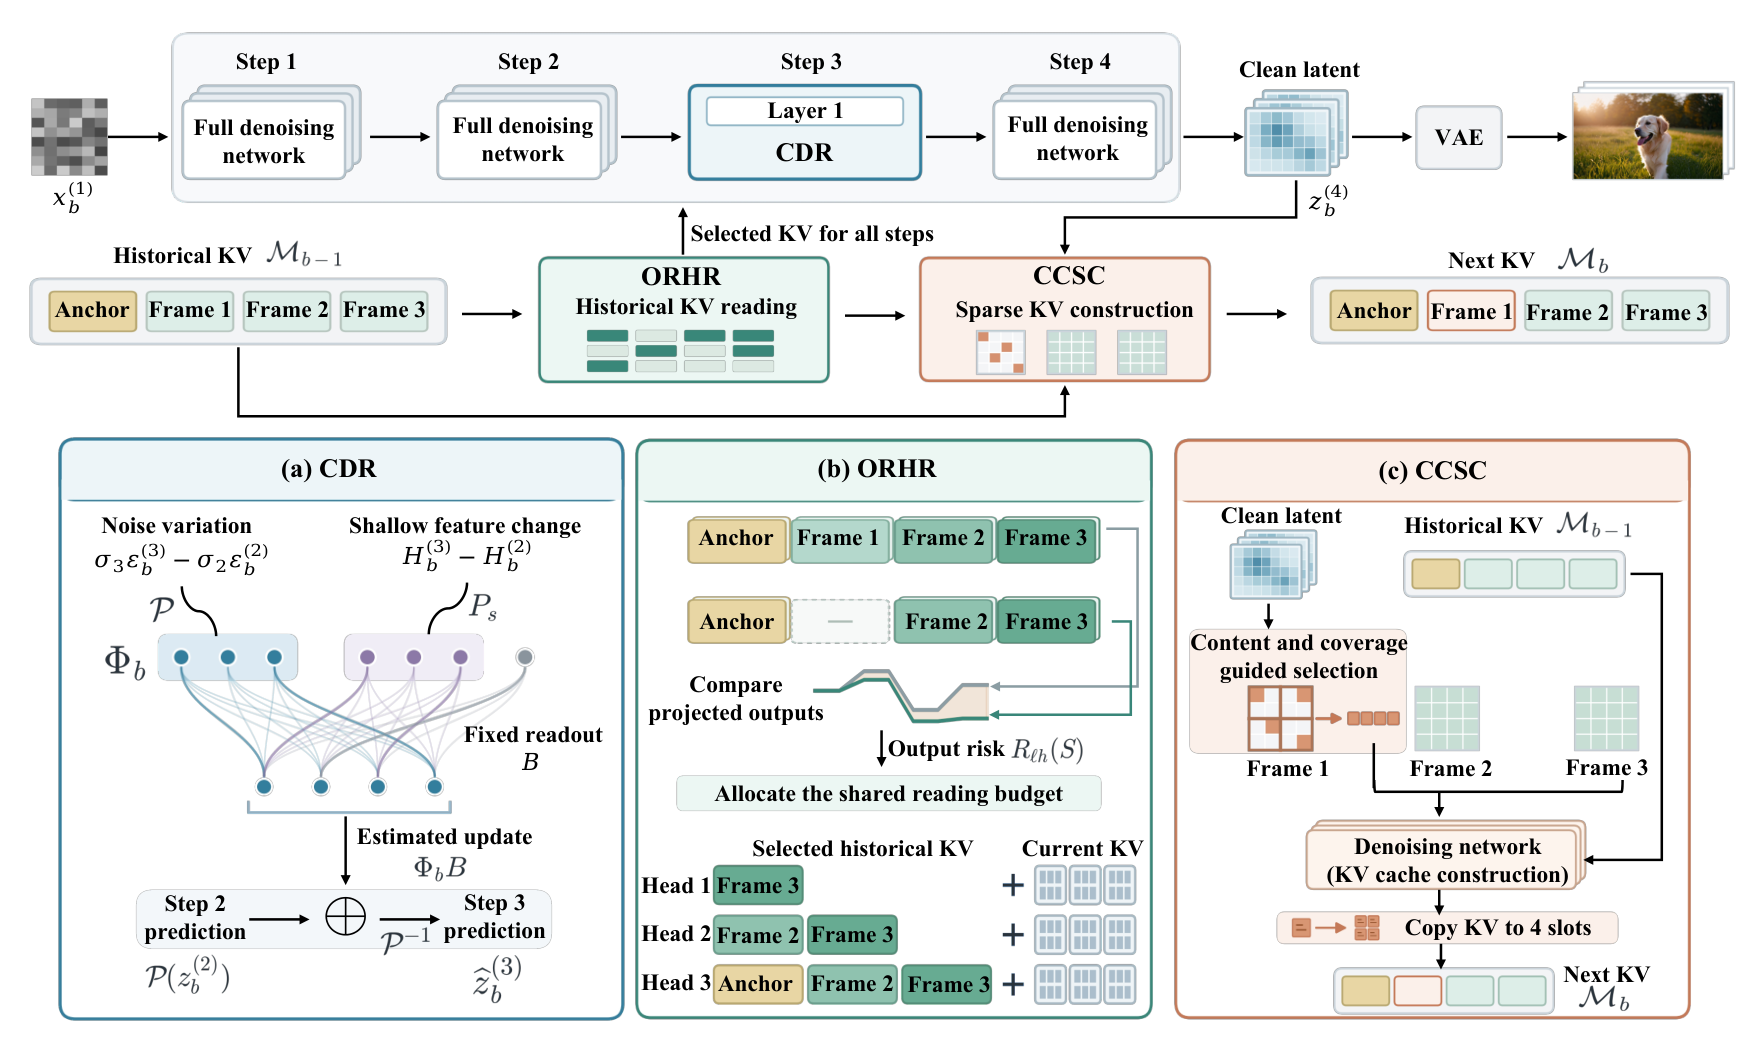 Step 1
Step 2
Step 3
Step 4
Clean latent
Full denoising
network
Full denoising
network
Layer 1
CDR
Full denoising
network
VAE
x_b^{(1)}
z_b^{(4)}
Selected KV for all steps
Historical KV M_{b-1}
Anchor
Frame 1
Frame 2
Frame 3
ORHR
Historical KV reading
CCSC
Sparse KV construction
Next KV M_b
Anchor
Frame 1
Frame 2
Frame 3
(a) CDR
Noise variation
σ_3ε_b^{(3)} − σ_2ε_b^{(2)}
Shallow feature change
H_b^{(3)} − H_b^{(2)}
P
P_s
Φ_b
Fixed readout
B
Estimated update
Φ_bB
Step 2
prediction
P^{-1}
Step 3
prediction
P(z_b^{(2)})
ẑ_b^{(3)}
(b) ORHR
Anchor
Frame 1
Frame 2
Frame 3
Anchor
—
Frame 2
Frame 3
Compare
projected outputs
Output risk R_{ℓh}(S)
Allocate the shared reading budget
Selected historical KV
Current KV
Head 1 Frame 3 +
Head 2 Frame 2 Frame 3 +
Head 3 Anchor Frame 2 Frame 3 +
(c) CCSC
Clean latent
Historical KV M_{b-1}
Content and coverage
guided selection
Frame 1
Frame 2
Frame 3
Denoising network
(KV cache construction)
Copy KV to 4 slots
Next KV
M_b